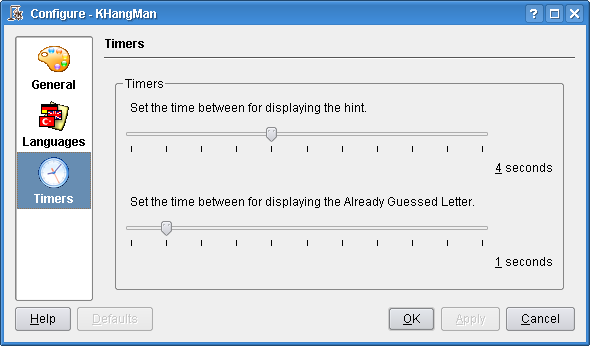 Configure - KHangMan
General
Languages
Timers
Timers
Timers
Set the time between for displaying the hint.
4 seconds
Set the time between for displaying the Already Guessed Letter.
1 seconds
Help
Defaults
OK
Apply
Cancel